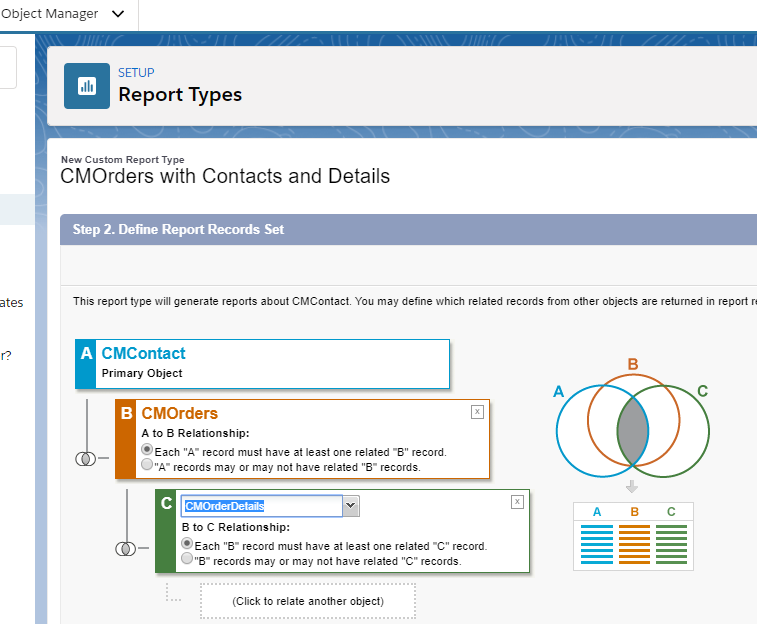 Object Manager
SETUP
Report Types
New Custom Report Type
CMOrders with Contacts and Details
Step 2. Define Report Records Set
ates
r?
This report type will generate reports about CMContact. You may define which related records from other objects are returned in report r
A CMContact
Primary Object
B CMOrders x
A to B Relationship:
Each "A" record must have at least one related "B" record.
"A" records may or may not have related "B" records.
C CMOrderDetails x
B to C Relationship:
Each "B" record must have at least one related "C" record.
"B" records may or may not have related "C" records.
(Click to relate another object)
B
A C
A B C